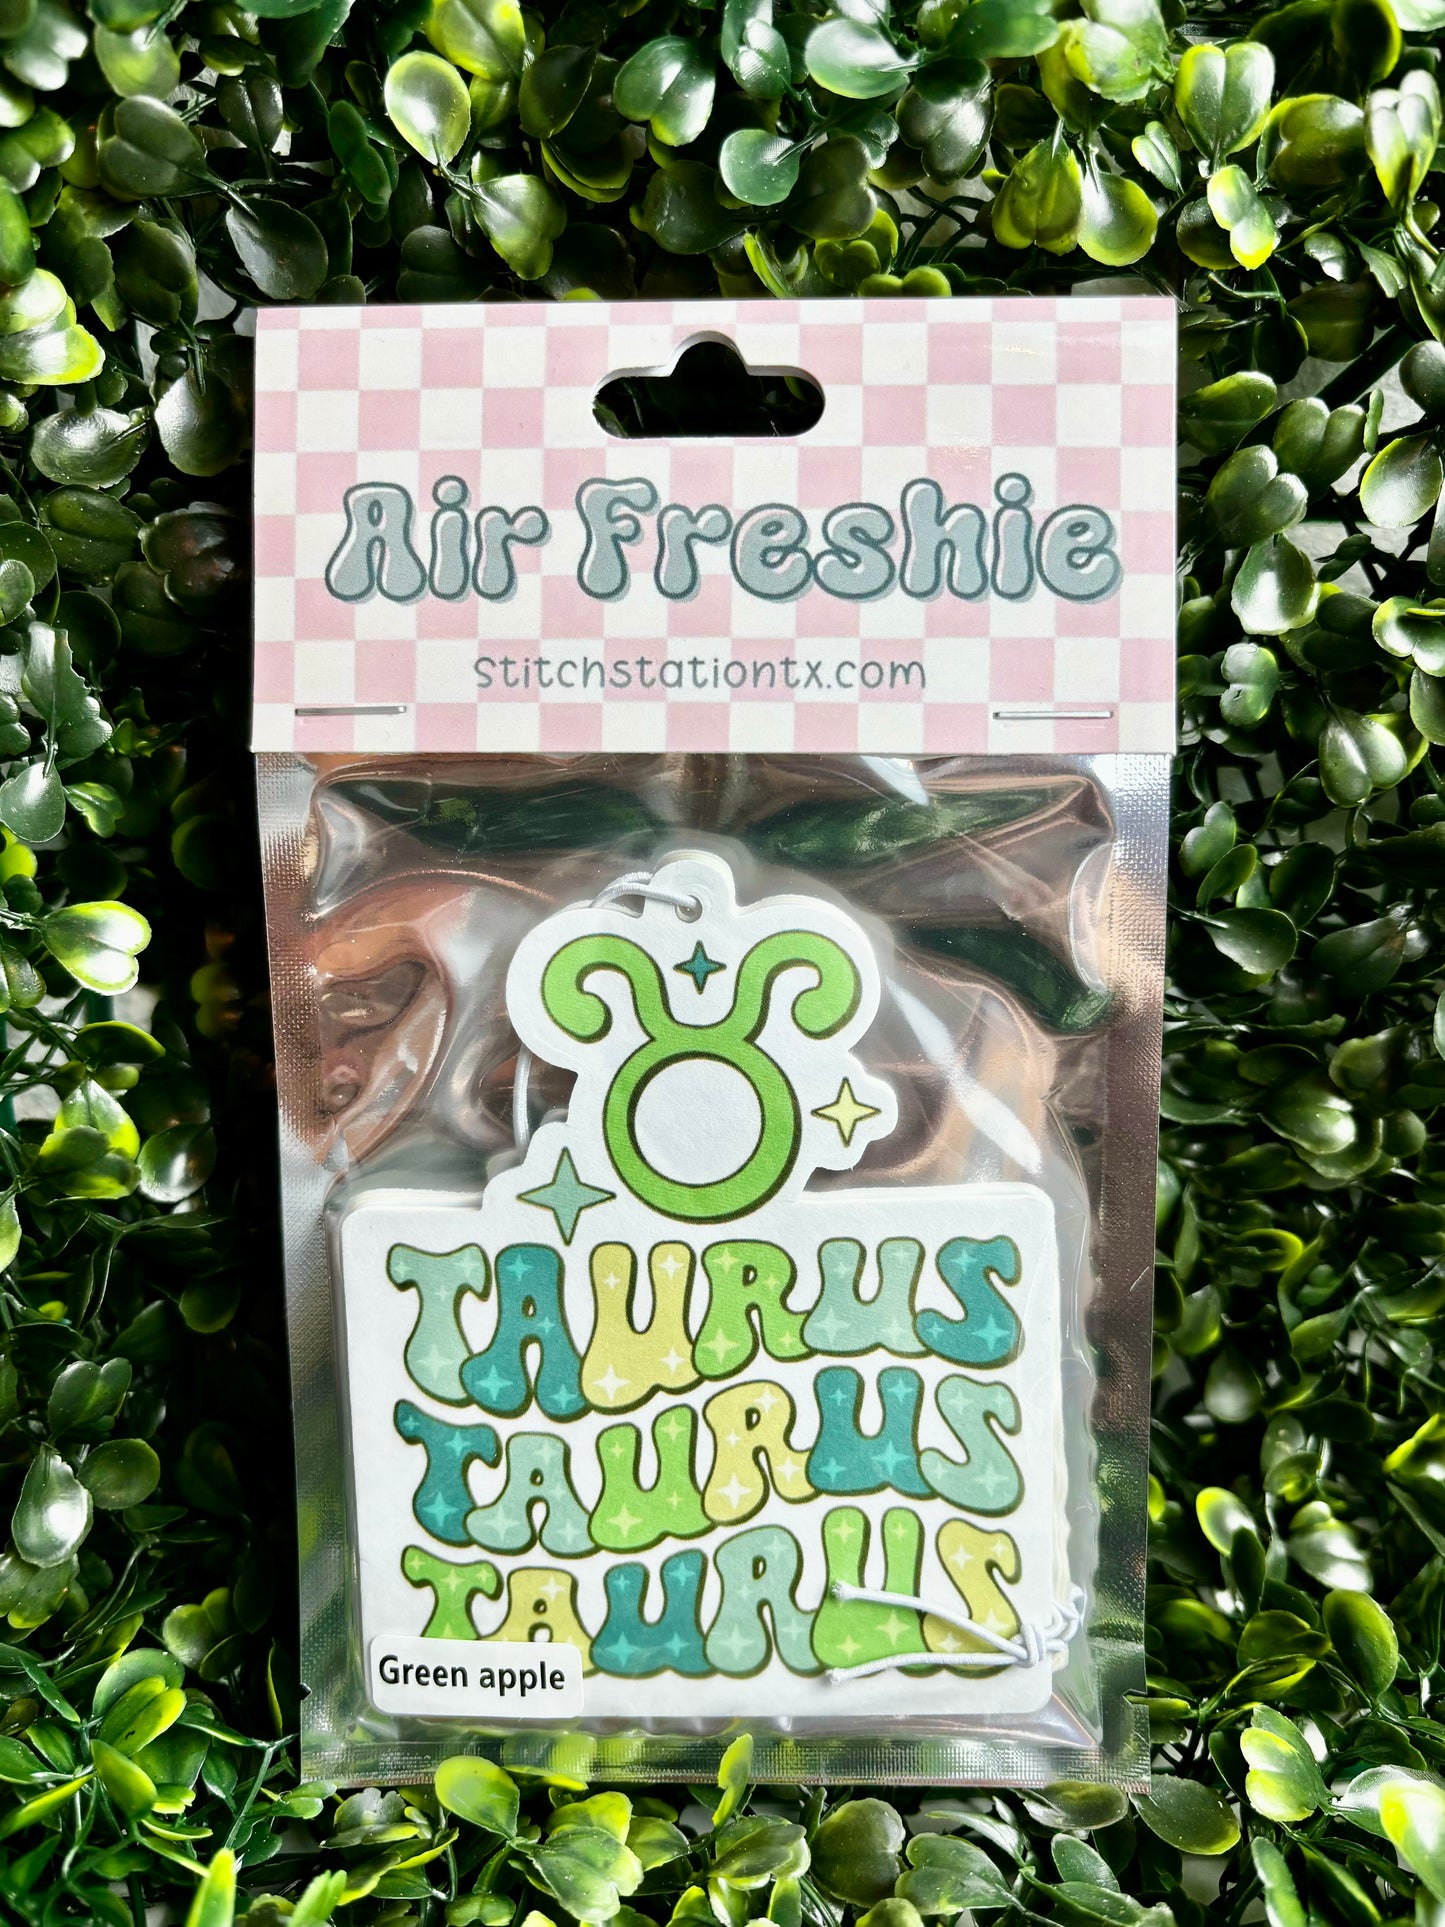 Air Freshie
stitchstationtx.com
TAURUS
TAURUS
TAURUS
Green apple